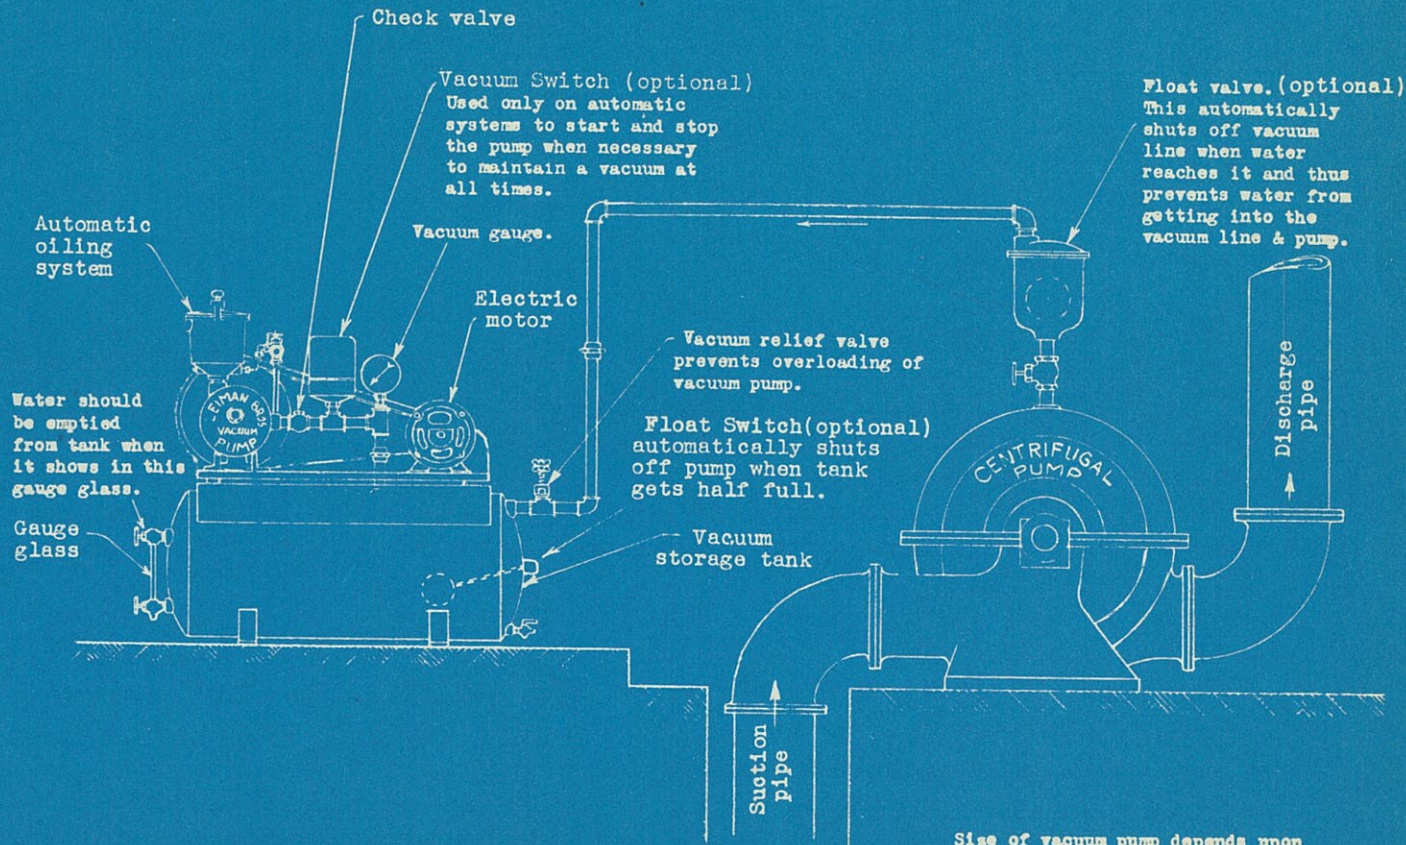 Check valve
Vacuum Switch (optional)
Used only on automatic
systems to start and stop
the pump when necessary
to maintain a vacuum at
all times.
Float valve. (optional)
This automatically
shuts off vacuum
line when water
reaches it and thus
prevents water from
getting into the
vacuum line & pump.
Automatic
oiling
system
Vacuum gauge.
Electric
motor
Vacuum relief valve
prevents overloading of
vacuum pump.
Water should
be emptied
from tank when
it shows in this
gauge glass.
LEIMAN BROS
VACUUM
PUMP
Float Switch(optional)
automatically shuts
off pump when tank
gets half full.
CENTRIFUGAL
PUMP
Discharge
pipe
Gauge
glass
Vacuum
storage tank
Suction
pipe
Size of vacuum pump depends upon